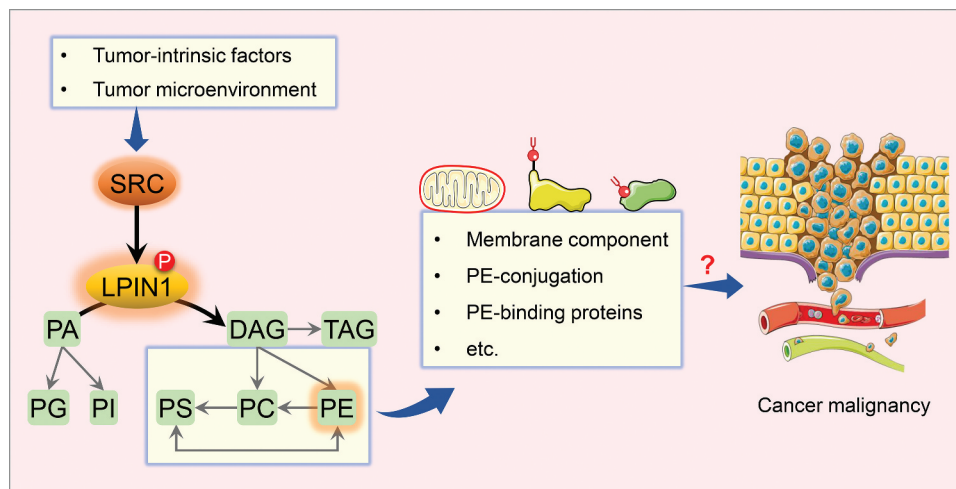 • Tumor-intrinsic factors
• Tumor microenvironment
SRC
P
LPIN1
PA
DAG
TAG
PG
PI
PS
PC
PE
• Membrane component
• PE-conjugation
• PE-binding proteins
• etc.
?
Cancer malignancy